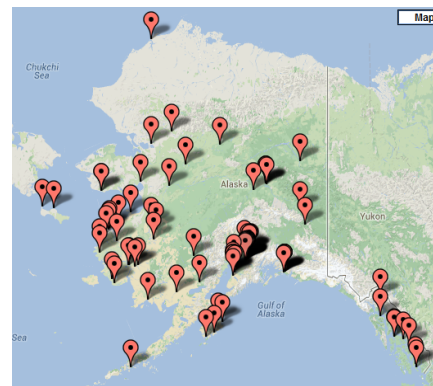 Map
Chukchi
Sea
Alaska
Yukon
Gulf of
Alaska
Sea